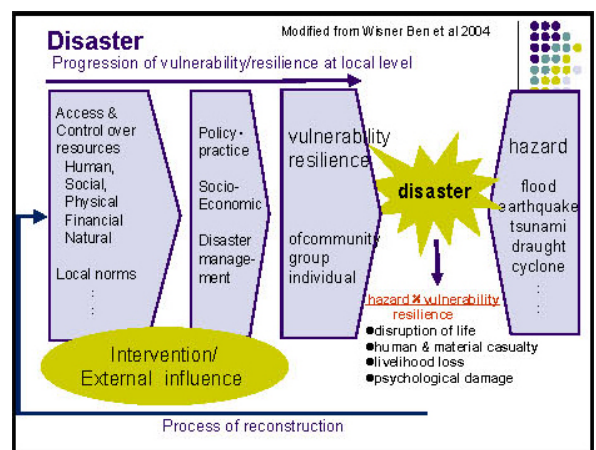 Disaster
Modified from Wisner Ben et al 2004
Progression of vulnerability/resilience at local level
Access &
Control over
resources
Human,
Social,
Physical
Financial
Natural
Local norms
:
:
Policy・
practice
Socio-
Economic
Disaster
manage-
ment
vulnerability
resilience
ofcommunity
group
individual
disaster
hazard
flood
earthquake
tsunami
draught
cyclone
:
:
hazard × vulnerability
resilience
●disruption of life
●human & material casualty
●livelihood loss
●psychological damage
Intervention/
External influence
Process of reconstruction